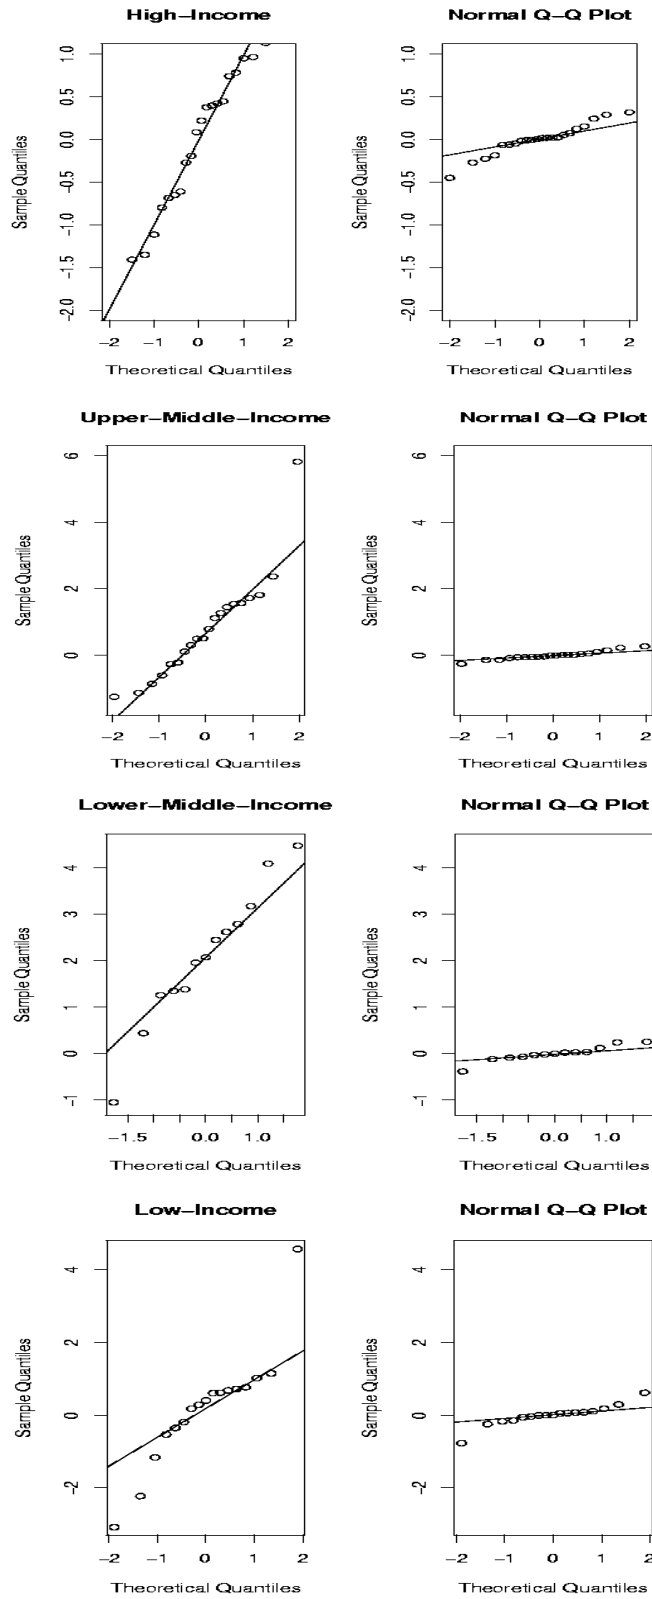 High−Income
Normal Q−Q Plot
Sample Quantiles
1.0
0.5
0.0
−0.5
−1.0
−1.5
−2.0
−2 −1 0 1 2
Theoretical Quantiles
Sample Quantiles
1.0
0.5
0.0
−0.5
−1.0
−1.5
−2.0
−2 −1 0 1 2
Theoretical Quantiles
Upper−Middle−Income
Normal Q−Q Plot
Sample Quantiles
6
4
2
0
−2 −1 0 1 2
Theoretical Quantiles
Sample Quantiles
6
4
2
0
−2 −1 0 1 2
Theoretical Quantiles
Lower−Middle−Income
Normal Q−Q Plot
Sample Quantiles
4
3
2
1
0
−1
−1.5 0.0 1.0
Theoretical Quantiles
Sample Quantiles
4
3
2
1
0
−1
−1.5 0.0 1.0
Theoretical Quantiles
Low−Income
Normal Q−Q Plot
Sample Quantiles
4
2
0
−2
−2 −1 0 1 2
Theoretical Quantiles
Sample Quantiles
4
2
0
−2
−2 −1 0 1 2
Theoretical Quantiles